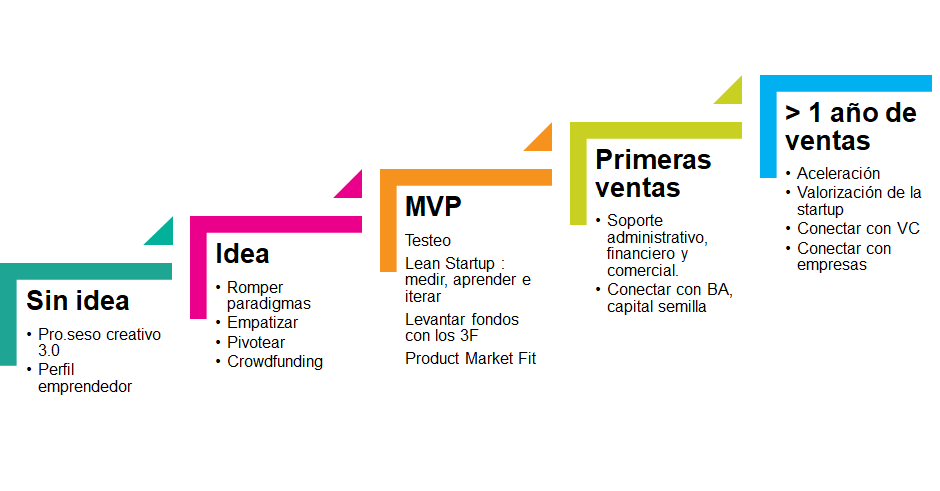 Sin idea
• Pro.seso creativo
3.0
• Perfil
emprendedor
Idea
• Romper
paradigmas
• Empatizar
• Pivotear
• Crowdfunding
MVP
Testeo
Lean Startup :
medir, aprender e
iterar
Levantar fondos
con los 3F
Product Market Fit
Primeras
ventas
• Soporte
administrativo,
financiero y
comercial.
• Conectar con BA,
capital semilla
> 1 año de
ventas
• Aceleración
• Valorización de la
startup
• Conectar con VC
• Conectar con
empresas